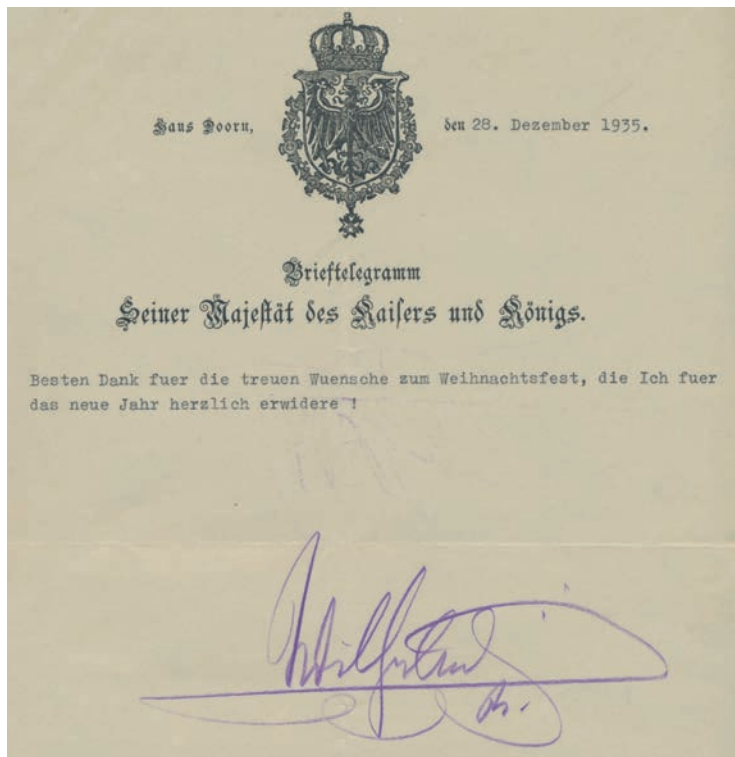 Haus Doorn, den 28. Dezember 1935.
Brieftelegramm
Seiner Majestät des Kaisers und Königs.
Besten Dank fuer die treuen Wuensche zum Weihnachtsfest, die Ich fuer
das neue Jahr herzlich erwidere !
Wilhelm